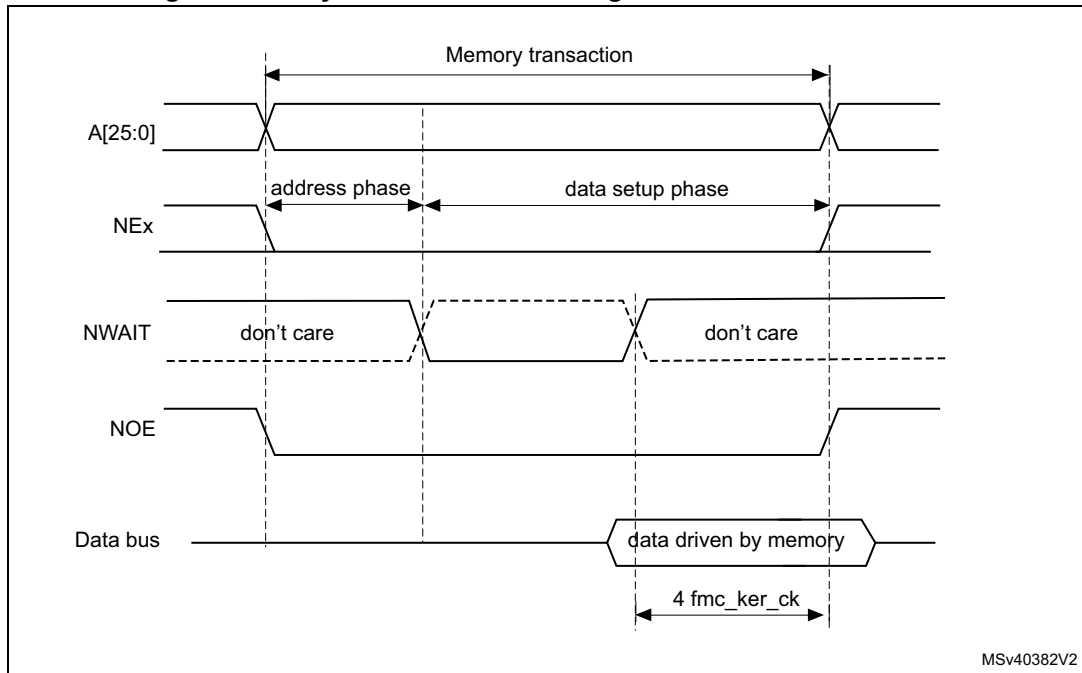 Memory transaction
A[25:0]
address phase
data setup phase
NEx
NWAIT
don't care
don't care
NOE
Data bus
data driven by memory
4 fmc_ker_ck
MSv40382V2